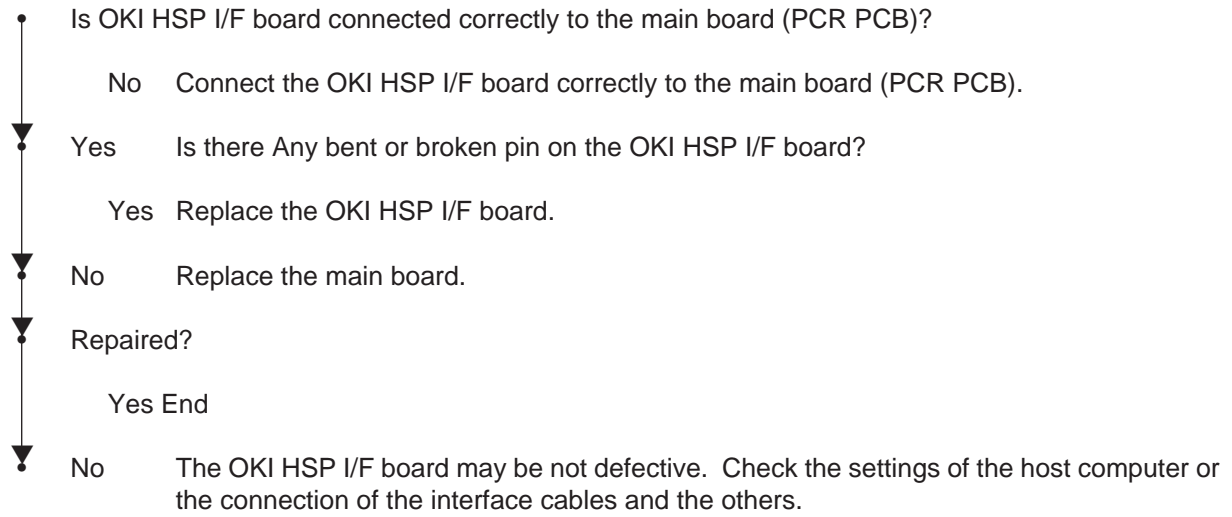 Is OKI HSP I/F board connected correctly to the main board (PCR PCB)?
No Connect the OKI HSP I/F board correctly to the main board (PCR PCB).
Yes Is there Any bent or broken pin on the OKI HSP I/F board?
Yes Replace the OKI HSP I/F board.
No Replace the main board.
Repaired?
Yes End
No The OKI HSP I/F board may be not defective. Check the settings of the host computer or
the connection of the interface cables and the others.